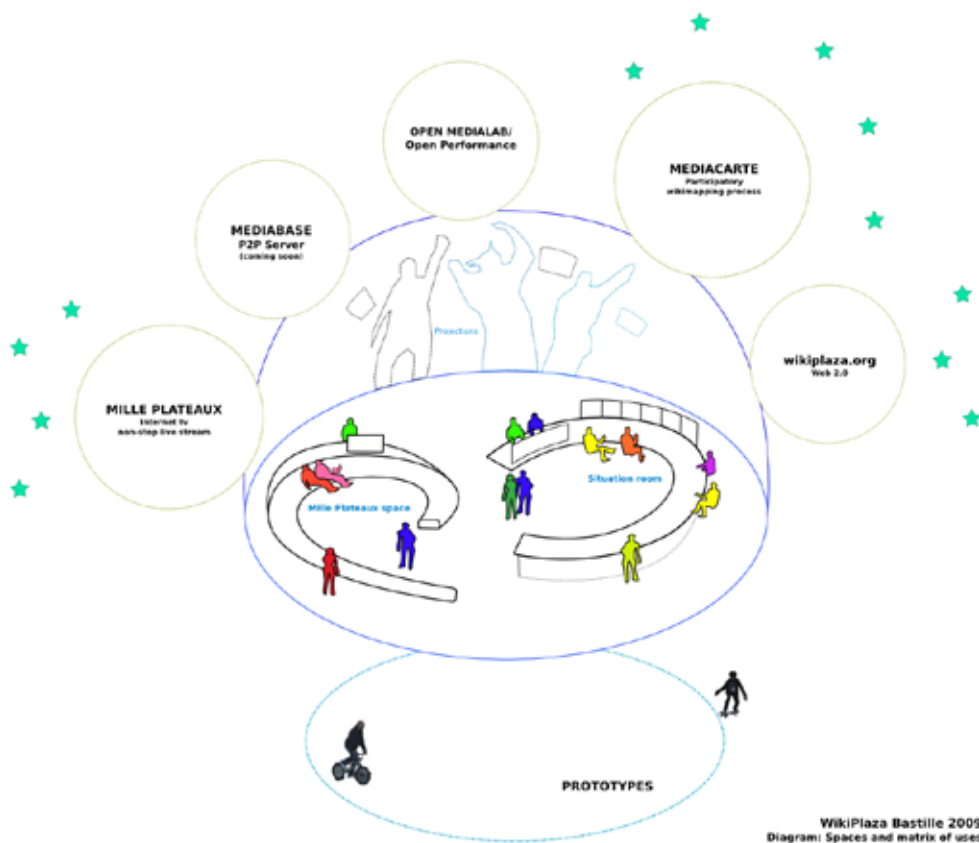 OPEN MEDIALAB/
Open Performance
MEDIACARTE
Participatory
wikimapping process
MEDIABASE
P2P Server
(coming soon)
Projections
wikiplaza.org
Web 2.0
MILLE PLATEAUX
Internet tv
non-stop live stream
Situation room
Mille Plateaux space
PROTOTYPES
WikiPlaza Bastille 2009
Diagram: Spaces and matrix of uses